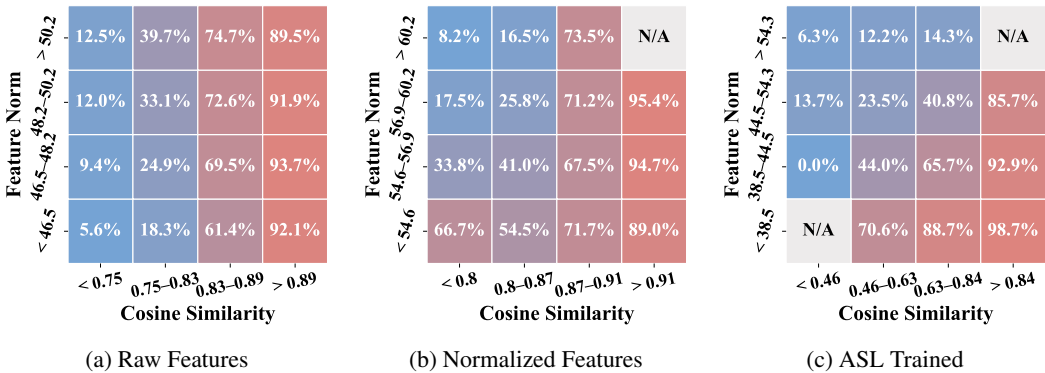 Feature Norm
> 50.2
12.5% 39.7% 74.7% 89.5%
48.2–50.2
12.0% 33.1% 72.6% 91.9%
46.5–48.2
9.4% 24.9% 69.5% 93.7%
< 46.5
5.6% 18.3% 61.4% 92.1%
< 0.75 0.75–0.83 0.83–0.89 > 0.89
Cosine Similarity
(a) Raw Features
Feature Norm
> 60.2
8.2% 16.5% 73.5% N/A
56.9–60.2
17.5% 25.8% 71.2% 95.4%
54.6–56.9
33.8% 41.0% 67.5% 94.7%
< 54.6
66.7% 54.5% 71.7% 89.0%
< 0.8 0.8–0.87 0.87–0.91 > 0.91
Cosine Similarity
(b) Normalized Features
Feature Norm
> 54.3
6.3% 12.2% 14.3% N/A
44.5–54.3
13.7% 23.5% 40.8% 85.7%
38.5–44.5
0.0% 44.0% 65.7% 92.9%
< 38.5
N/A 70.6% 88.7% 98.7%
< 0.46 0.46–0.63 0.63–0.84 > 0.84
Cosine Similarity
(c) ASL Trained